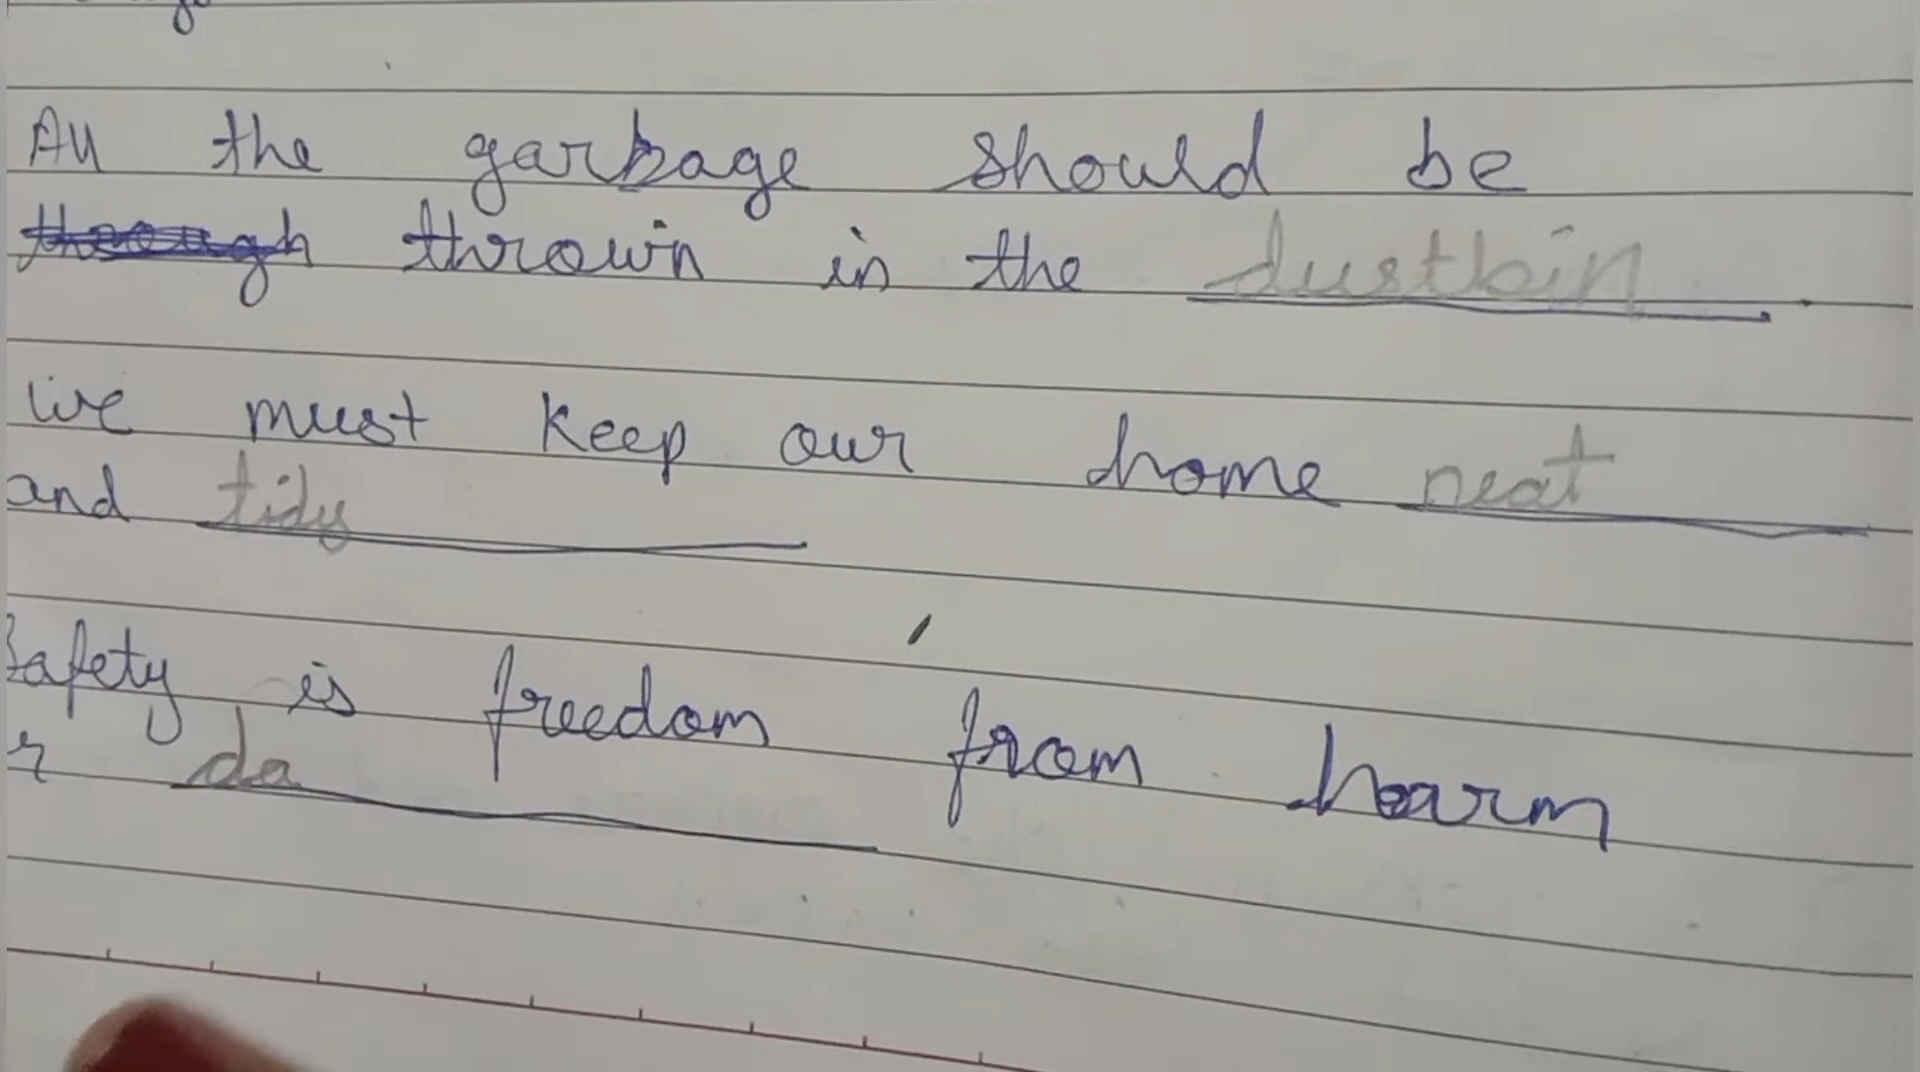 All the garbage should be
though thrown in the dustbin.
We must keep our home neat
and tidy
Safety is freedom from harm
r da